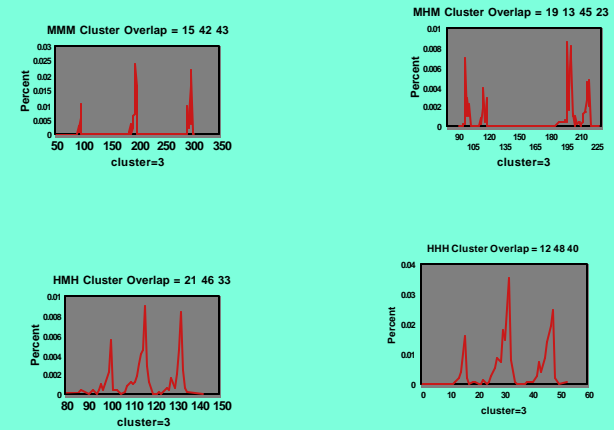 MMM Cluster Overlap = 15 42 43
0.03
0.025
0.02
0.015
0.01
0.005
0
Percent
50 100 150 200 250 300 350
cluster=3
MHM Cluster Overlap = 19 13 45 23
0.01
0.008
0.006
0.004
0.002
0
Percent
90 120 150 180 210
105 135 165 195 225
cluster=3
HMH Cluster Overlap = 21 46 33
0.01
0.008
0.006
0.004
0.002
0
Percent
80 90 100 110 120 130 140 150
cluster=3
HHH Cluster Overlap = 12 48 40
0.04
0.03
0.02
0.01
0
Percent
0 10 20 30 40 50 60
cluster=3